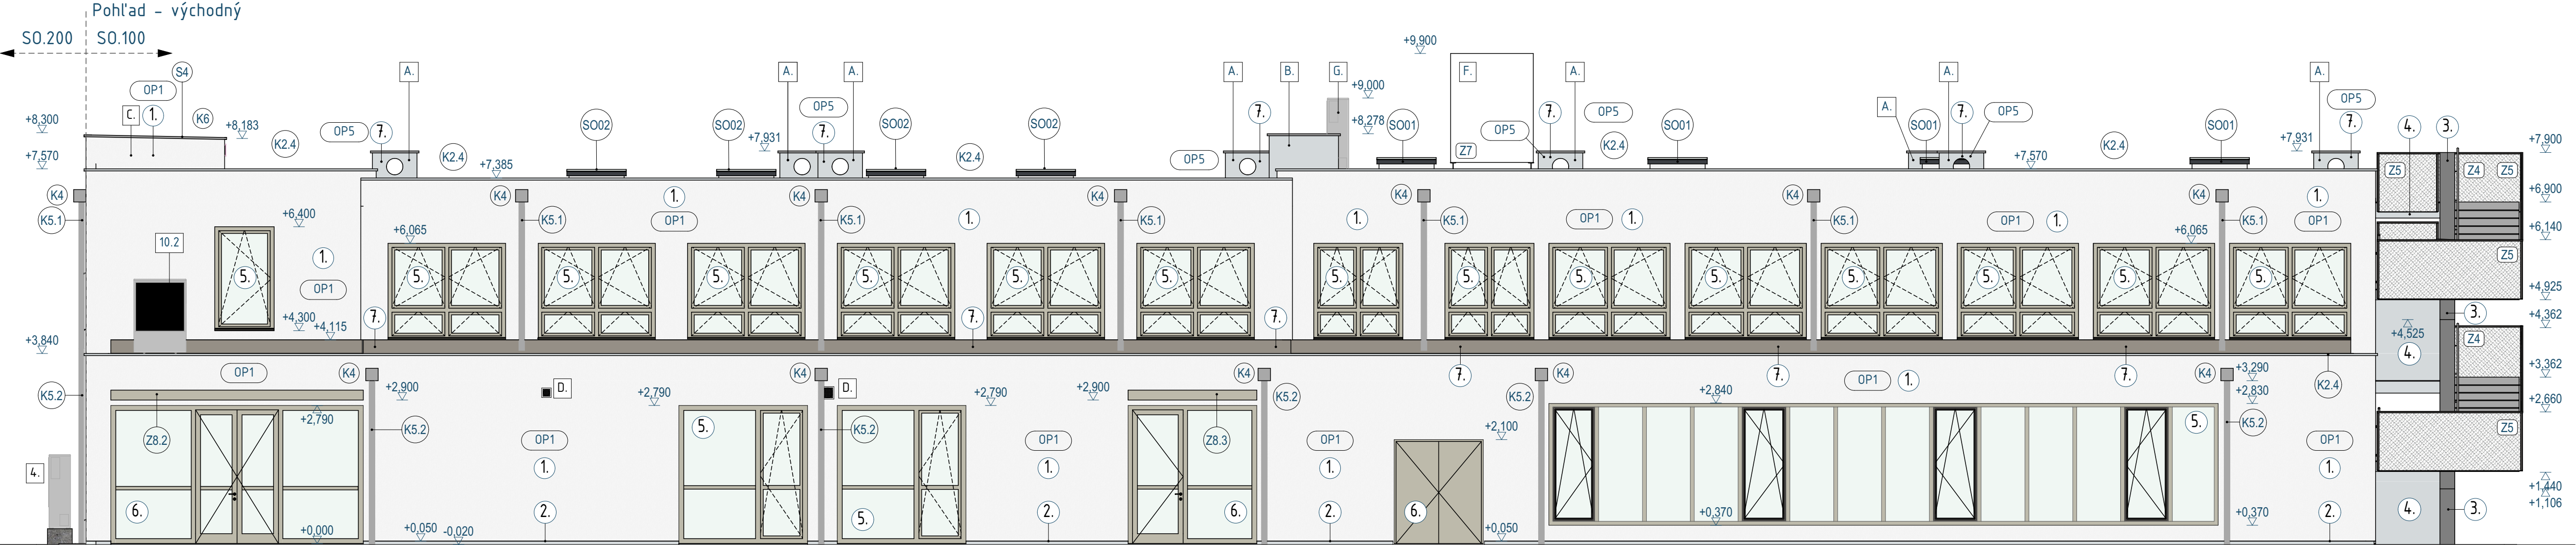 Pohľad - východný
SO.200 SO.100
+9,900
S4 A. A. A. A. B. G. F. A. A. A.
OP1 +9,000
C. 1. K6 OP5 7. A. 7. OP5 7. OP5
+8,300 +8,183 OP5 7. SO02 SO02 7. SO02 SO02 +8,278 SO01 OP5 SO01 SO01 SO01 7. 4. 3.
K2.4 +7,931 K2.4 K2.4 +7,931 +7,900
+7,570 K2.4 +7,385 K2.4 OP5 Z7 +7,570 Z5 Z4 Z5
K4 K4 1. K4 K4 K4 K4 K4 1. +6,900
K5.1 +6,400 K5.1 OP1 K5.1 1. K5.1 1. K5.1 OP1 1. K5.1 OP1 1. K5.1 OP1
10.2 +6,065 +6,065 +6,140
1. Z5
5. 5. 5. 5. 5. 5. 5. 5. 5. 5. 5. 5. 5. 5. 5.
OP1 +4,925
+4,300 +4,115 7. 7. 7. 3. +4,362
+3,840 +4,525 Z4
4.
OP1 K4 K4 K4 7. K4 7. OP1 1. 7. K4 +3,290 K2.4 +3,362
K5.2 +2,900 D. D. +2,900 K5.2 K5.2 +2,840 +2,830
+2,790 +2,790 +2,790 +2,660
Z8.2 K5.2 OP1 5. K5.2 OP1 Z8.3 OP1 +2,100 5. K5.2 OP1 Z5
4. 1. 1. 1. 1.
+1,440
+1,106
6. 2. 5. 2. 6. 2. 6. +0,370 +0,370 2. 4. 3.
+0,000 +0,050 -0,020 +0,050